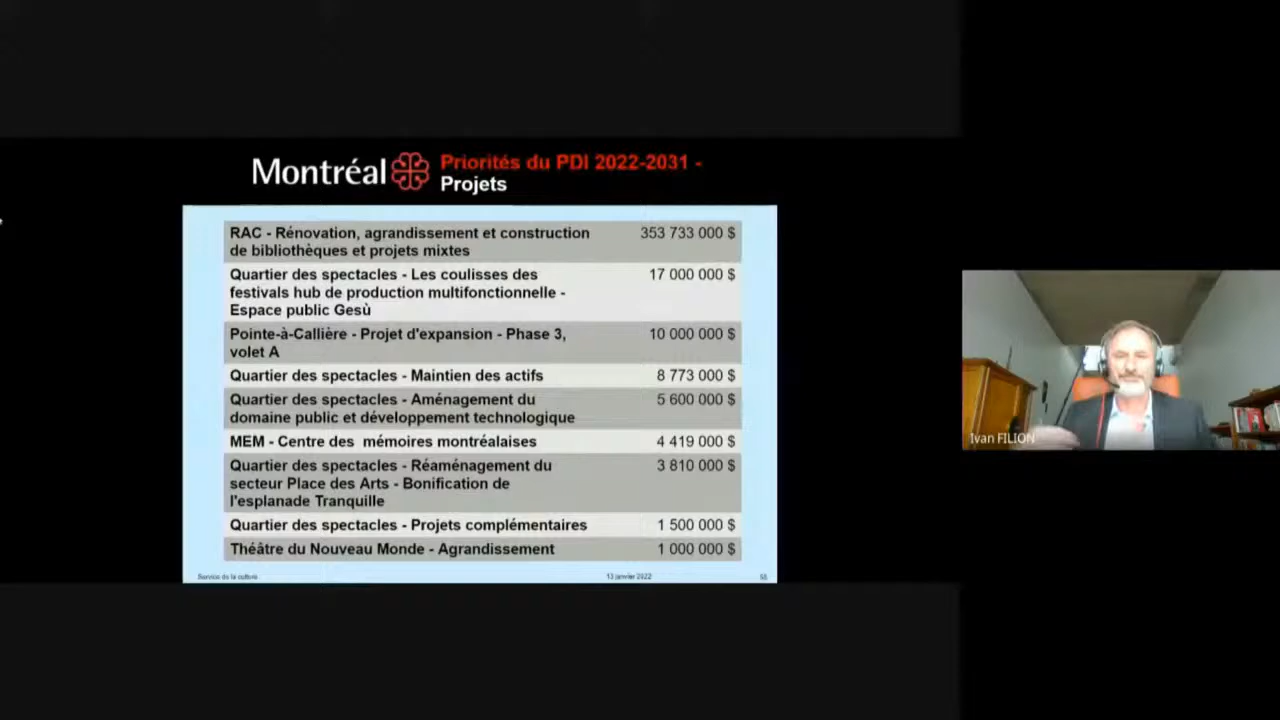 Montréal
Priorités du PDI 2022-2031 -
Projets
RAC - Rénovation, agrandissement et construction
de bibliothèques et projets mixtes
353 733 000 $
Quartier des spectacles - Les coulisses des
festivals hub de production multifonctionnelle -
Espace public Gesù
17 000 000 $
Pointe-à-Callière - Projet d'expansion - Phase 3,
volet A
10 000 000 $
Quartier des spectacles - Maintien des actifs
8 773 000 $
Quartier des spectacles - Aménagement du
domaine public et développement technologique
5 600 000 $
MEM - Centre des mémoires montréalaises
4 419 000 $
Quartier des spectacles - Réaménagement du
secteur Place des Arts - Bonification de
l'esplanade Tranquille
3 810 000 $
Quartier des spectacles - Projets complémentaires
1 500 000 $
Théâtre du Nouveau Monde - Agrandissement
1 000 000 $
Service de la culture
13 janvier 2022
Ivan FILION